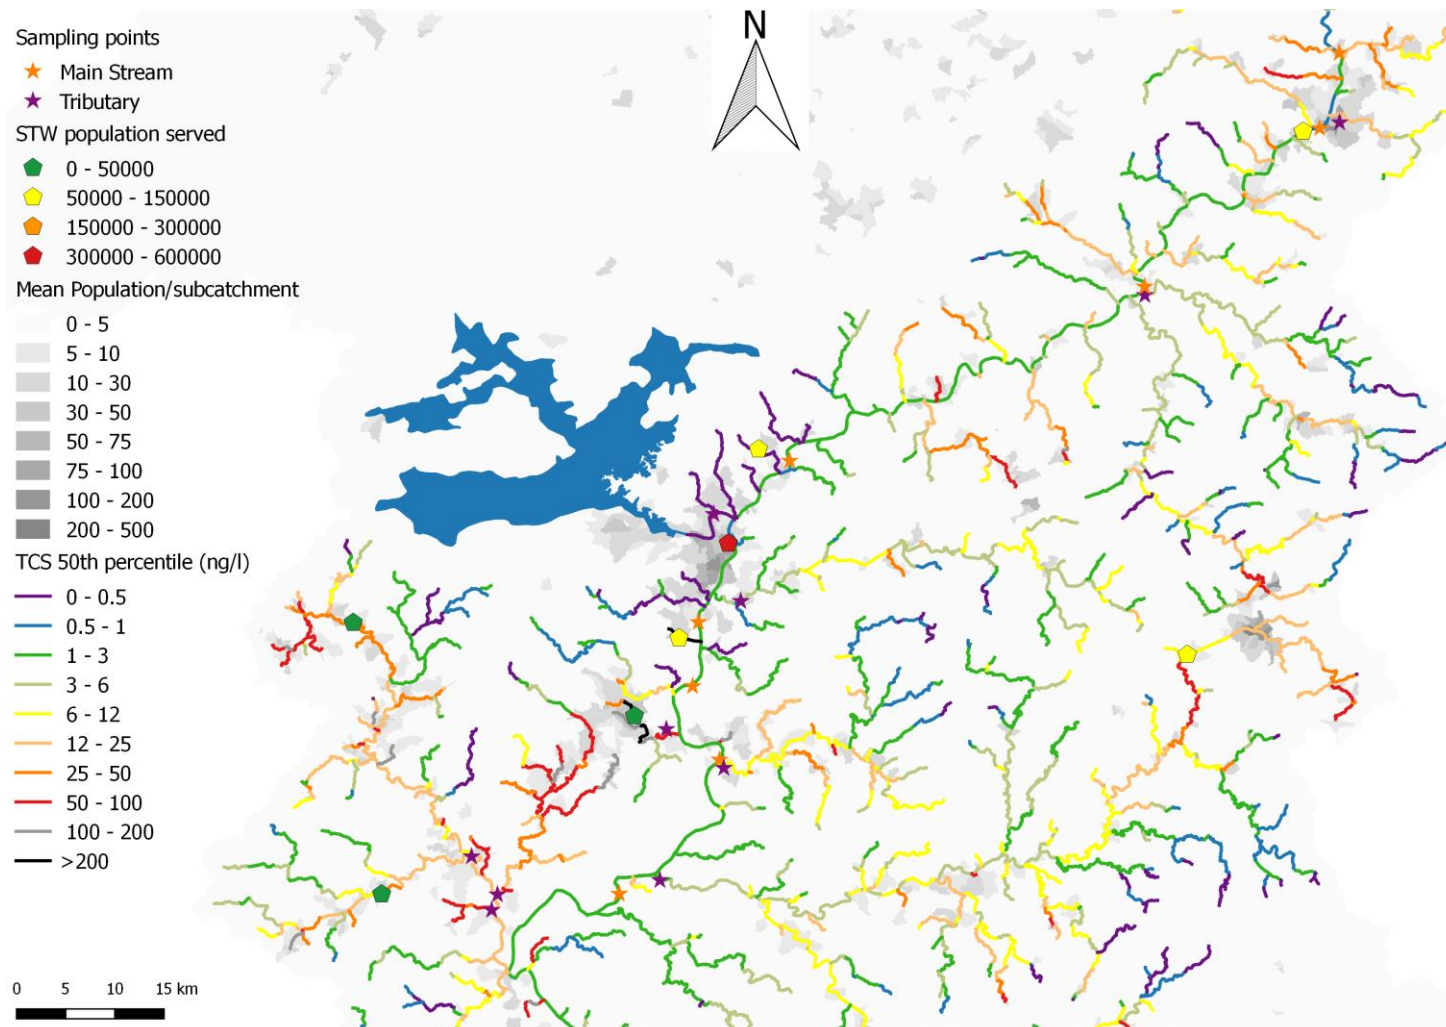 N
Sampling points
Main Stream
Tributary
STW population served
0 - 50000
50000 - 150000
150000 - 300000
300000 - 600000
Mean Population/subcatchment
0 - 5
5 - 10
10 - 30
30 - 50
50 - 75
75 - 100
100 - 200
200 - 500
TCS 50th percentile (ng/l)
0 - 0.5
0.5 - 1
1 - 3
3 - 6
6 - 12
12 - 25
25 - 50
50 - 100
100 - 200
>200
0 5 10 15 km